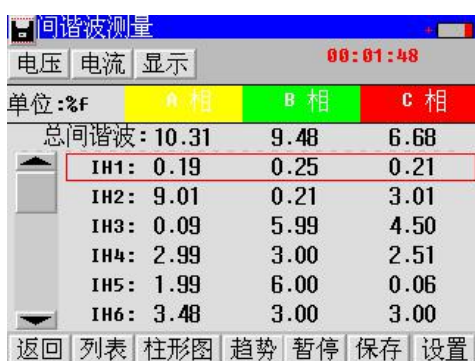 间谐波测量
电压 电流 显示 00:01:48
单位:%f A 相 B 相 C 相
总间谐波: 10.31 9.48 6.68
IH1: 0.19 0.25 0.21
IH2: 9.01 0.21 3.01
IH3: 0.09 5.99 4.50
IH4: 2.99 3.00 2.51
IH5: 1.99 6.00 0.06
IH6: 3.48 3.00 3.00
返回 列表 柱形图 趋势 暂停 保存 设置